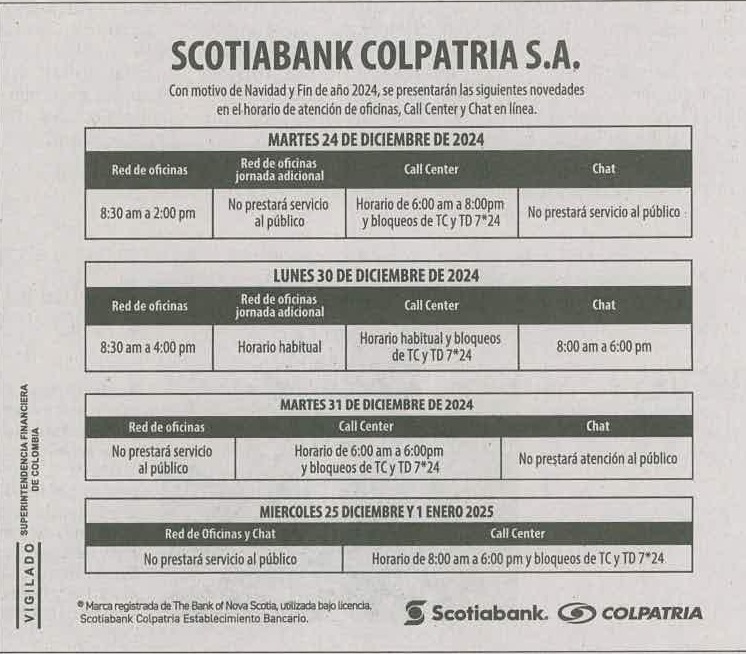 SCOTIABANK COLPATRIA S.A.
Con motivo de Navidad y Fin de año 2024, se presentarán las siguientes novedades
en el horario de atención de oficinas, Call Center y Chat en línea.
MARTES 24 DE DICIEMBRE DE 2024
Red de oficinas
Red de oficinas
jornada adicional
Call Center
Chat
8:30 am a 2:00 pm
No prestará servicio
al público
Horario de 6:00 am a 8:00pm
y bloqueos de TC y TD 7*24
No prestará servicio al público
LUNES 30 DE DICIEMBRE DE 2024
Red de oficinas
Red de oficinas
jornada adicional
Call Center
Chat
8:30 am a 4:00 pm
Horario habitual
Horario habitual y bloqueos
de TC y TD 7*24
8:00 am a 6:00 pm
MARTES 31 DE DICIEMBRE DE 2024
Red de oficinas
Call Center
Chat
No prestará servicio
al público
Horario de 6:00 am a 6:00pm
y bloqueos de TC y TD 7*24
No prestará atención al público
MIERCOLES 25 DICIEMBRE Y 1 ENERO 2025
Red de Oficinas y Chat
Call Center
No prestará servicio al público
Horario de 8:00 am a 6:00 pm y bloqueos de TC y TD 7*24
® Marca registrada de The Bank of Nova Scotia, utilizada bajo licencia.
Scotiabank Colpatria Establecimiento Bancario.
Scotiabank.
COLPATRIA
VIGILADO
SUPERINTENDENCIA FINANCIERA
DE COLOMBIA